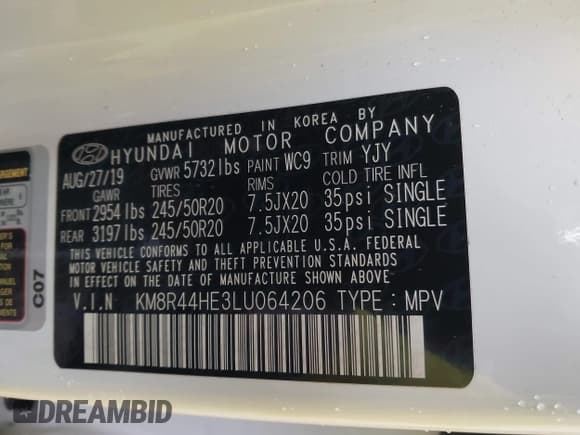 MANUFACTURED IN KOREA BY
HYUNDAI MOTOR COMPANY
AUG/27/19 GVWR 5732lbs PAINT WC9 TRIM YJY
GAWR TIRES RIMS COLD TIRE INFL
FRONT 2954 lbs 245/50R20 7.5JX20 35psi SINGLE
REAR 3197 lbs 245/50R20 7.5JX20 35psi SINGLE
THIS VEHICLE CONFORMS TO ALL APPLICABLE U.S.A. FEDERAL
MOTOR VEHICLE SAFETY AND THEFT PREVENTION STANDARDS
IN EFFECT ON THE DATE OF MANUFACTURE SHOWN ABOVE.
V.I.N KM8R44HE3LU064206 TYPE : MPV
C07
DREAMBID